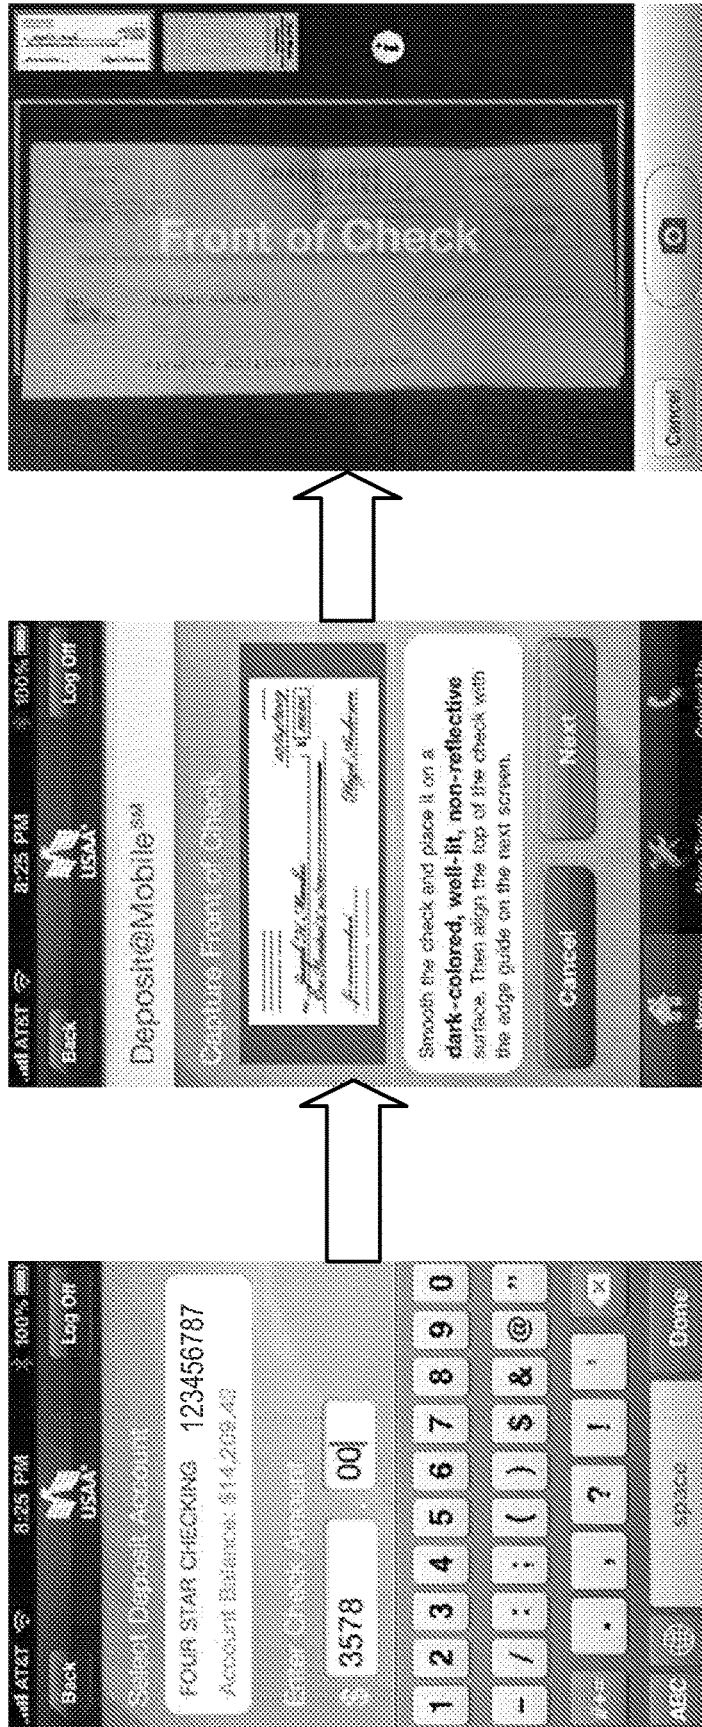 AT&T 8:25 PM 100%
Back USAA® Log Off
Select Deposit Account
FOUR STAR CHECKING 123456787
Account Balance: $14,209.40
Enter Check Amount
$ 3578 . 00
1 2 3 4 5 6 7 8 9 0
- / : ; ( ) $ & @ "
. , ? ! '
ABC space Done
AT&T 8:25 PM 100%
Back USAA® Log Off
Deposit@Mobile℠
Capture Front of Check
Smooth the check and place it on a
dark-colored, well-lit, non-reflective
surface. Then align the top of the check with
the edge guide on the next screen.
Cancel Next
Front of Check
i
Cancel